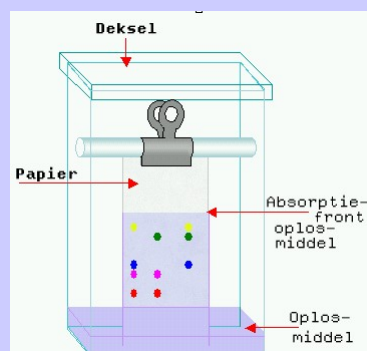 Deksel
Papier
Absorptie-
front
oplos-
middel
Oplos-
middel